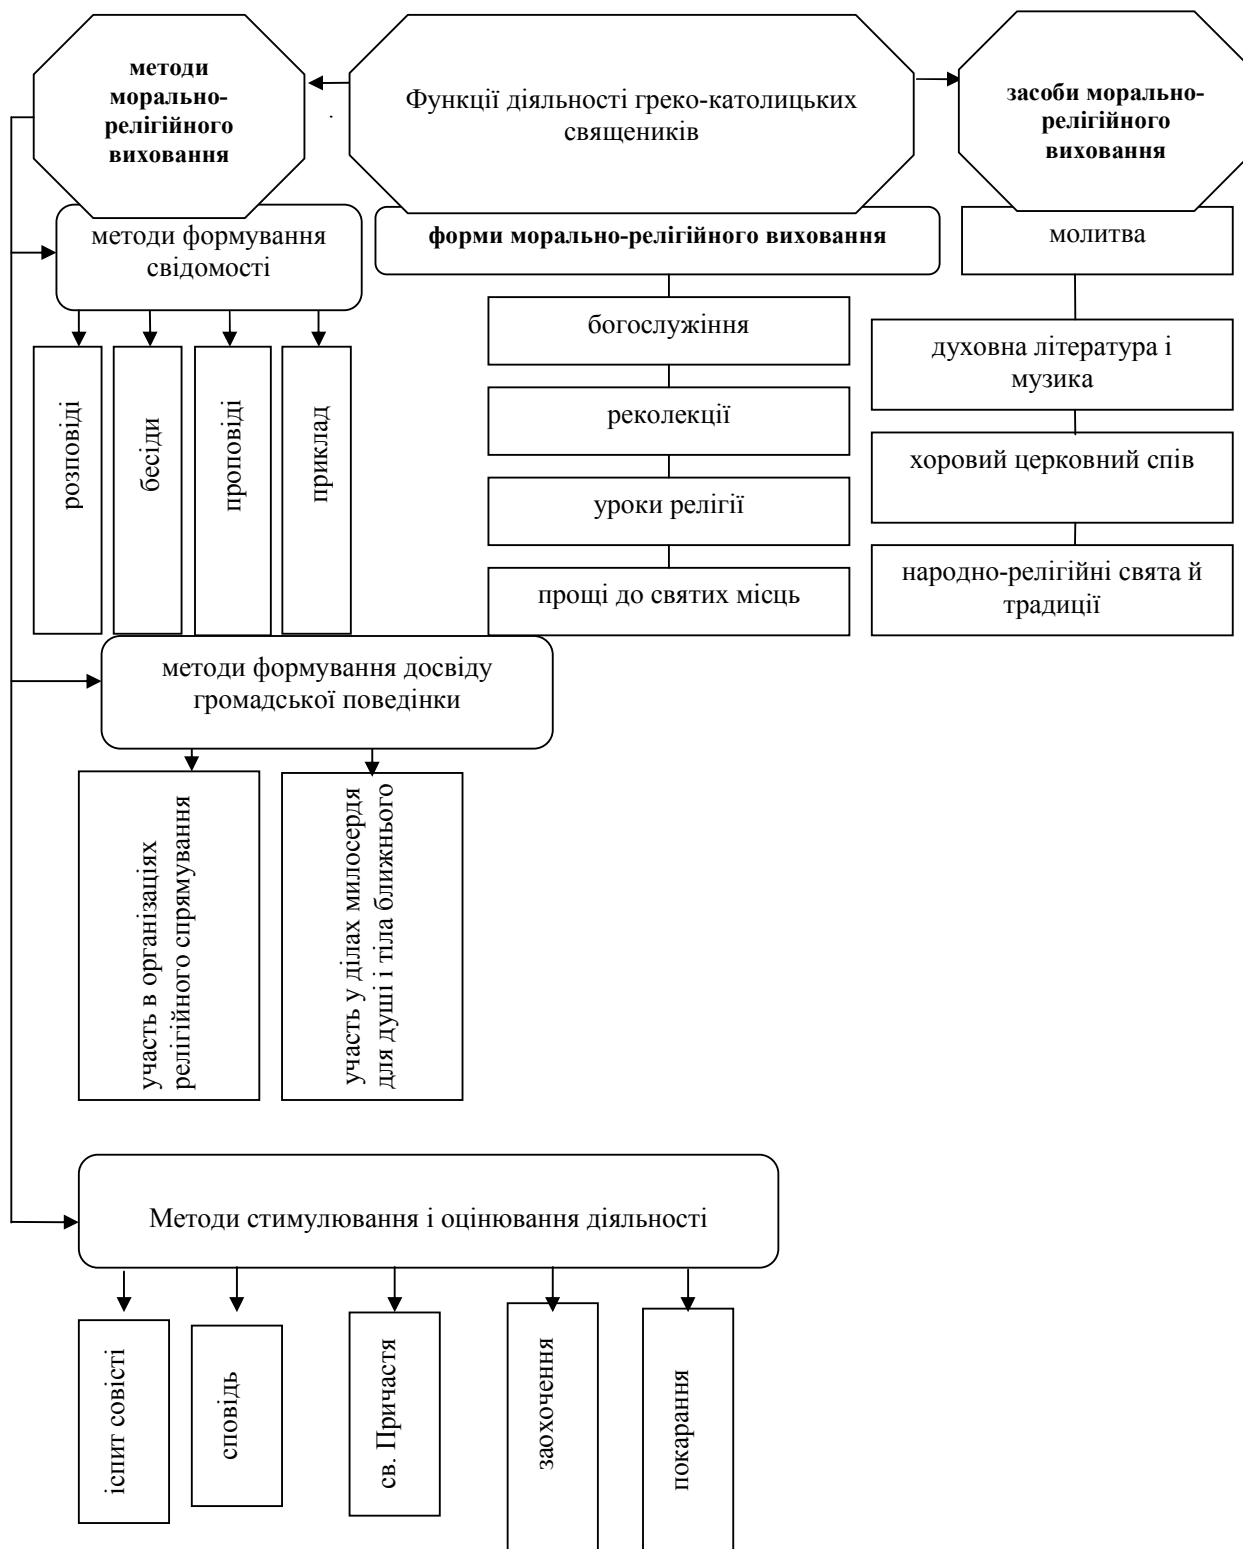 методи
морально-
релігійного
виховання
Функції діяльності греко-католицьких
священиків
засоби морально-
релігійного
виховання
методи формування
свідомості
форми морально-релігійного виховання
молитва
богослужіння
духовна література і
музика
реколекції
хоровий церковний спів
уроки релігії
народно-релігійні свята й
традиції
прощі до святих місць
розповіді
бесіди
проповіді
приклад
методи формування досвіду
громадської поведінки
участь в організаціях
релігійного спрямування
участь у ділах милосердя
для душі і тіла ближнього
Методи стимулювання і оцінювання діяльності
іспит совісті
сповідь
св. Причастя
заохочення
покарання